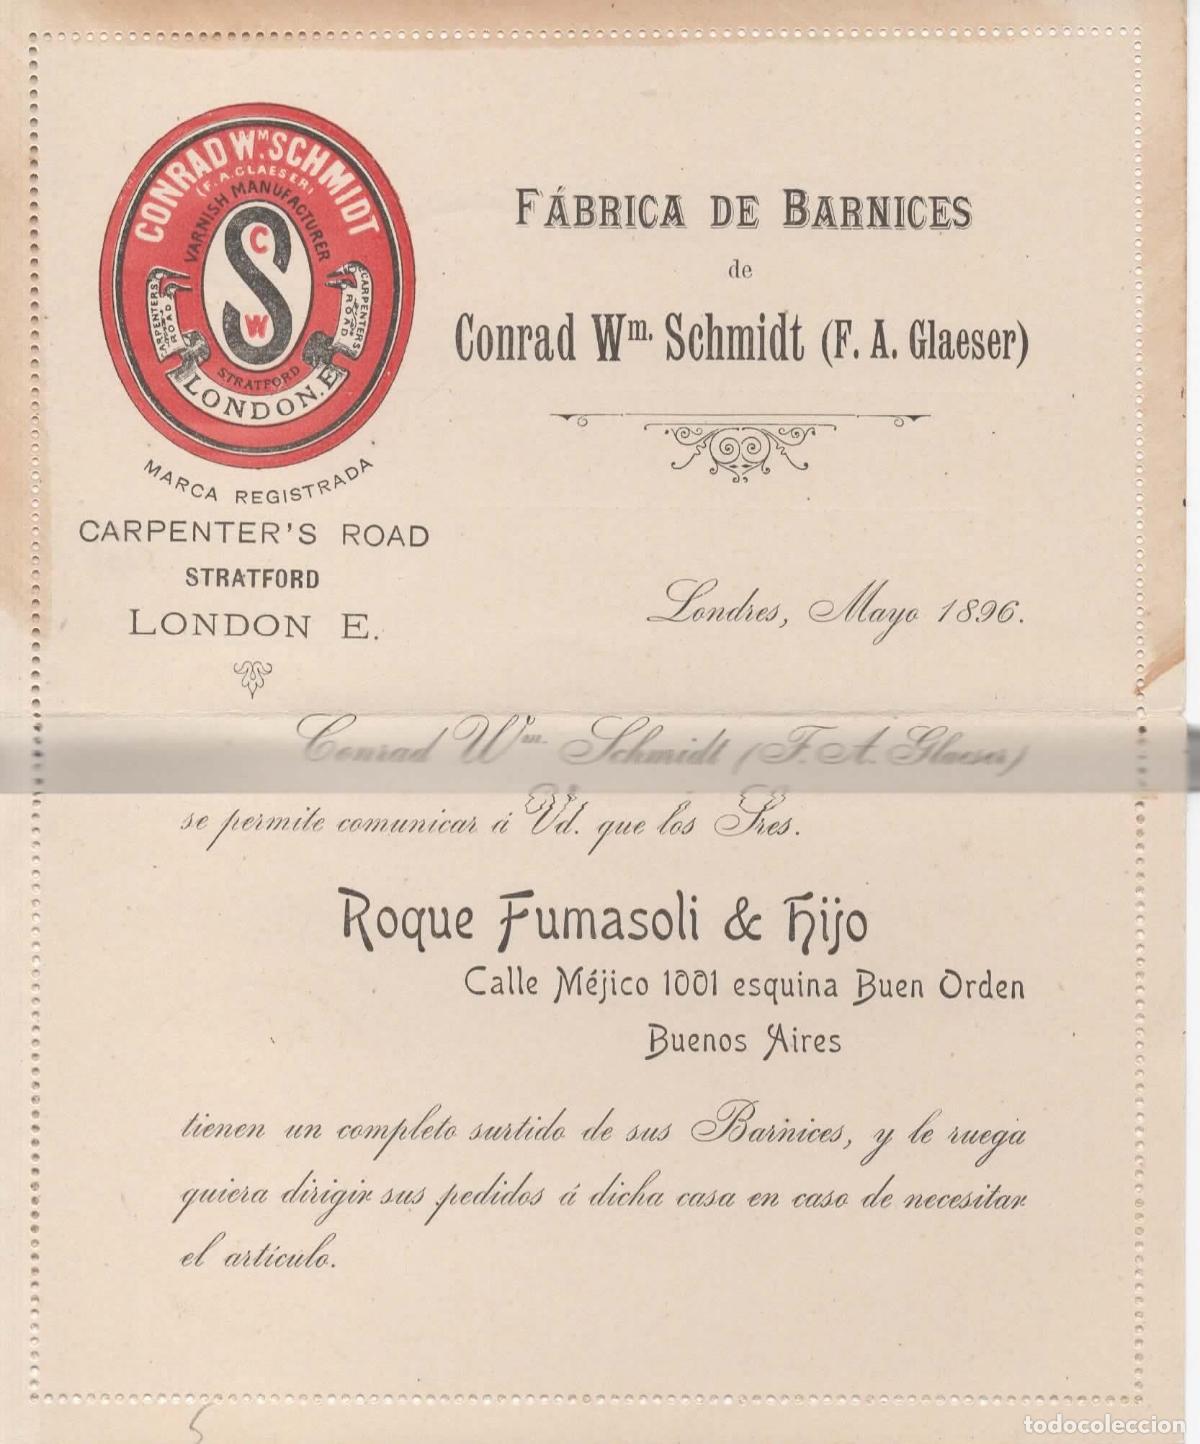 CONRAD Wᴹ. SCHMIDT
(F. A. GLAESER)
VARNISH MANUFACTURER
C
S
W
CARPENTERS ROAD
CARPENTERS ROAD
STRATFORD
LONDON. E.
MARCA REGISTRADA
CARPENTER'S ROAD
STRATFORD
LONDON E.
FÁBRICA DE BARNICES
de
Conrad Wm. Schmidt (F. A. Glaeser)
Londres, Mayo 1896.
Conrad Wm. Schmidt (F. A. Glaeser)
se permite comunicar á Vd. que los Sres.
Roque Fumasoli & Hijo
Calle Méjico 1001 esquina Buen Orden
Buenos Aires
tienen un completo surtido de sus Barnices, y le ruega
quiera dirigir sus pedidos á dicha casa en caso de necesitar
el artículo.
5
todocoleccion